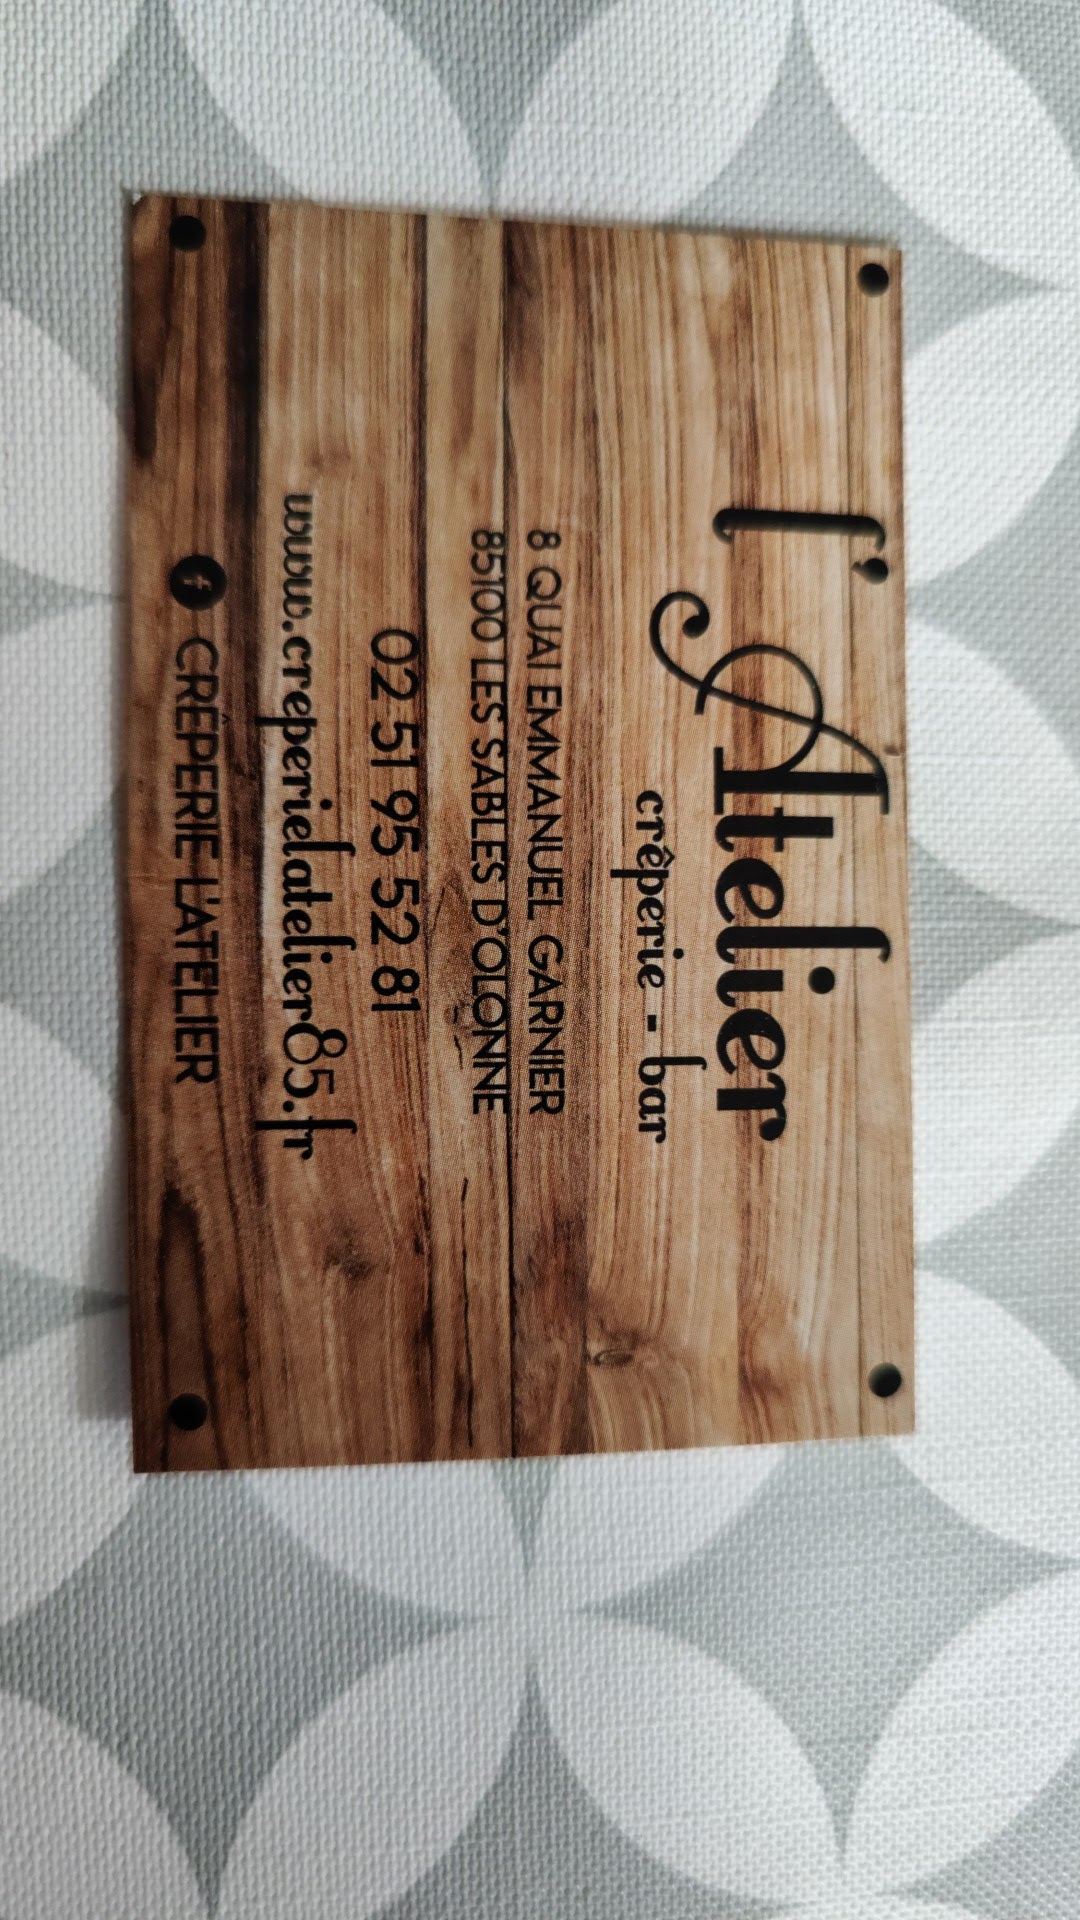 l'Atelier
crêperie - bar
8 QUAI EMMANUEL GARNIER
85100 LES SABLES D'OLONNE
02 51 95 52 81
www.creperielatelier85.fr
f CRÊPERIE L'ATELIER